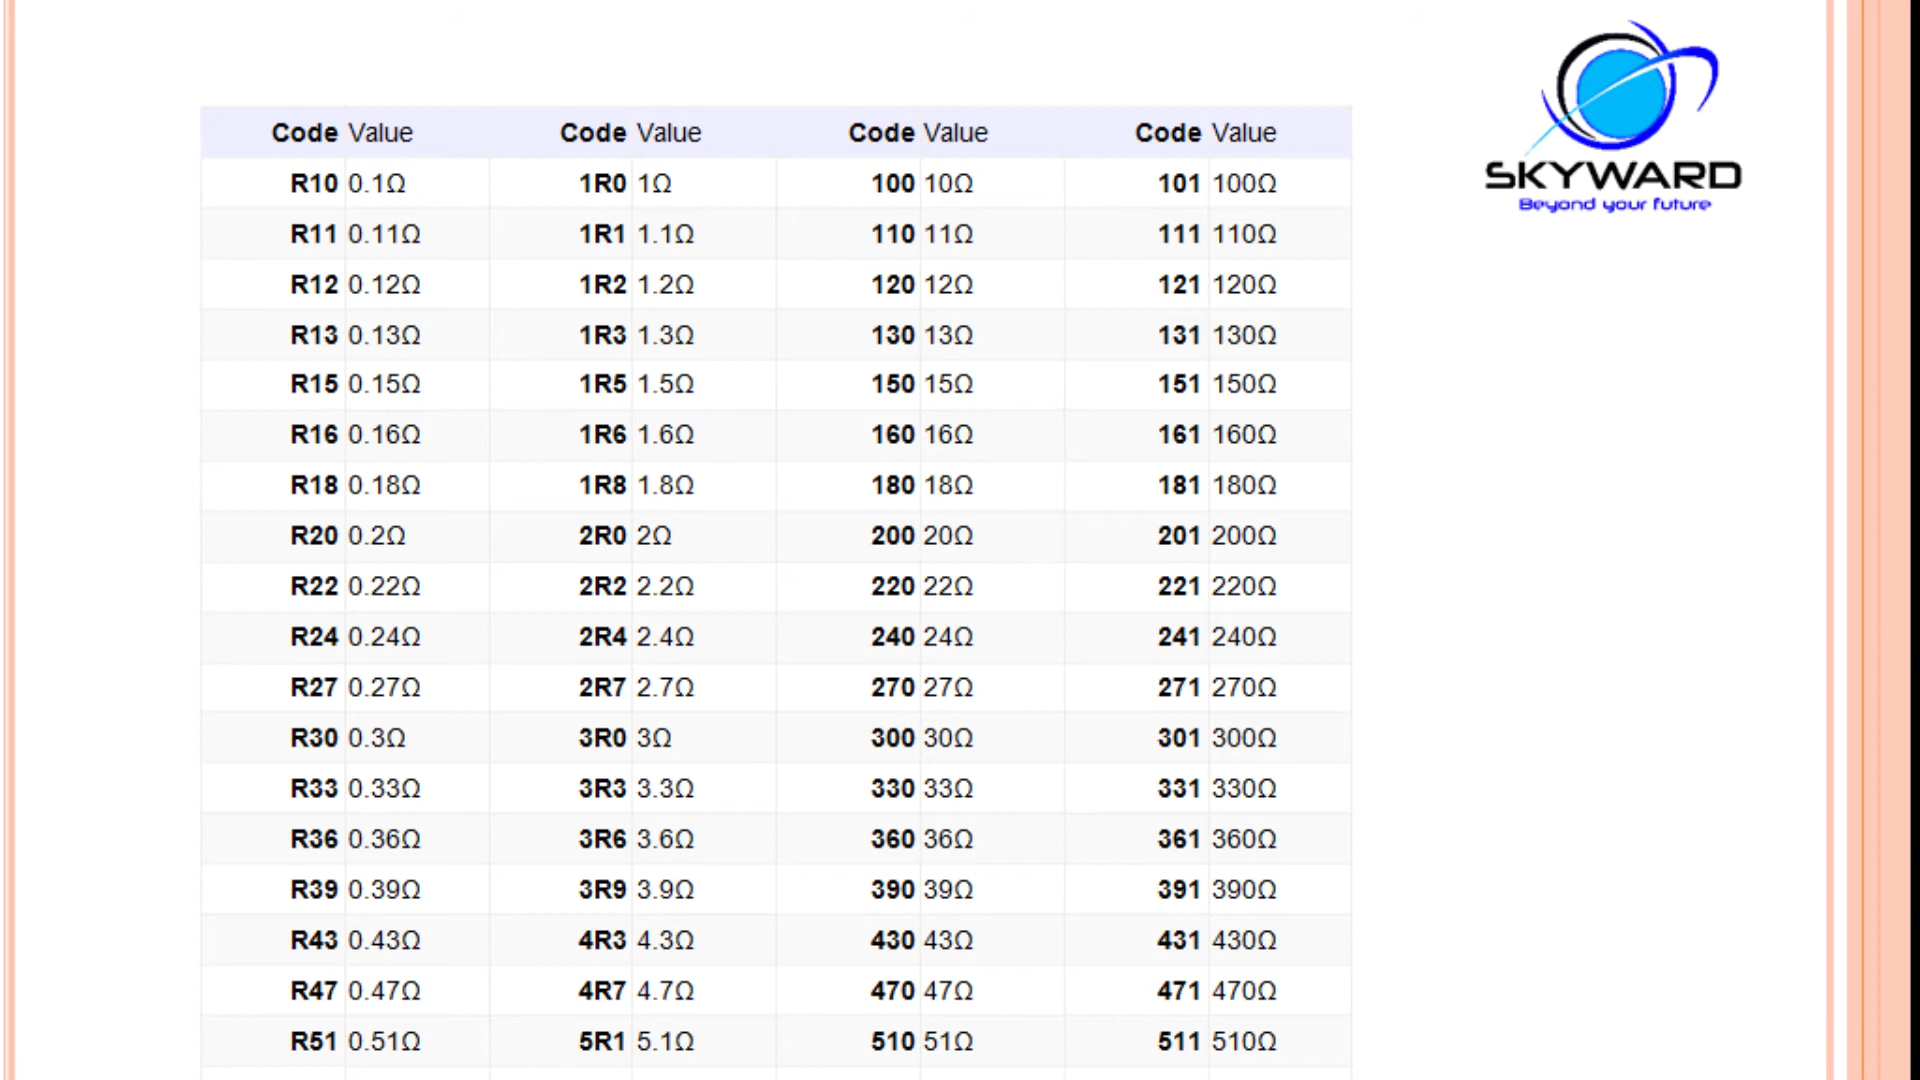 SKYWARD
Beyond your future
Code Value Code Value Code Value Code Value
R10 0.1Ω 1R0 1Ω 100 10Ω 101 100Ω
R11 0.11Ω 1R1 1.1Ω 110 11Ω 111 110Ω
R12 0.12Ω 1R2 1.2Ω 120 12Ω 121 120Ω
R13 0.13Ω 1R3 1.3Ω 130 13Ω 131 130Ω
R15 0.15Ω 1R5 1.5Ω 150 15Ω 151 150Ω
R16 0.16Ω 1R6 1.6Ω 160 16Ω 161 160Ω
R18 0.18Ω 1R8 1.8Ω 180 18Ω 181 180Ω
R20 0.2Ω 2R0 2Ω 200 20Ω 201 200Ω
R22 0.22Ω 2R2 2.2Ω 220 22Ω 221 220Ω
R24 0.24Ω 2R4 2.4Ω 240 24Ω 241 240Ω
R27 0.27Ω 2R7 2.7Ω 270 27Ω 271 270Ω
R30 0.3Ω 3R0 3Ω 300 30Ω 301 300Ω
R33 0.33Ω 3R3 3.3Ω 330 33Ω 331 330Ω
R36 0.36Ω 3R6 3.6Ω 360 36Ω 361 360Ω
R39 0.39Ω 3R9 3.9Ω 390 39Ω 391 390Ω
R43 0.43Ω 4R3 4.3Ω 430 43Ω 431 430Ω
R47 0.47Ω 4R7 4.7Ω 470 47Ω 471 470Ω
R51 0.51Ω 5R1 5.1Ω 510 51Ω 511 510Ω